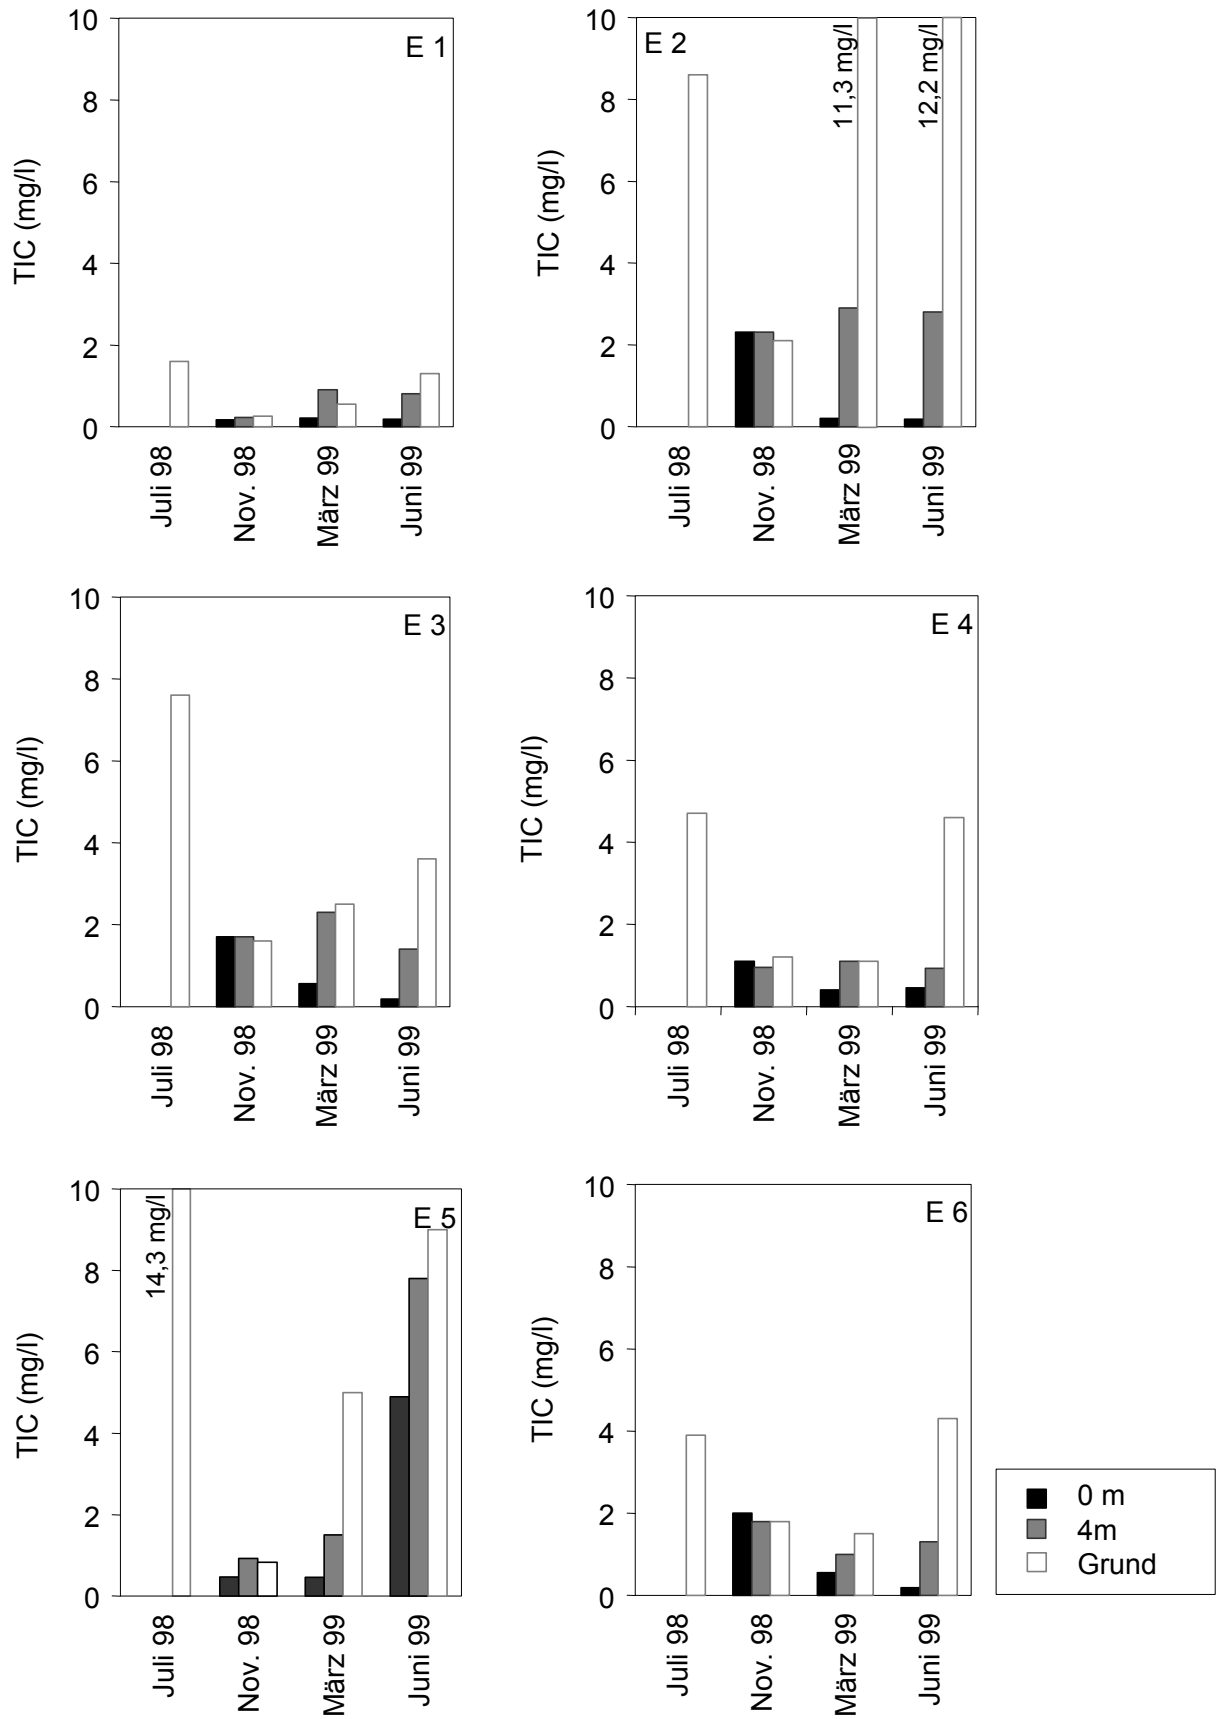 E 1
TIC (mg/l)
10
8
6
4
2
0
Juli 98
Nov. 98
März 99
Juni 99
E 2
TIC (mg/l)
10
8
6
4
2
0
11,3 mg/l
12,2 mg/l
Juli 98
Nov. 98
März 99
Juni 99
E 3
TIC (mg/l)
10
8
6
4
2
0
Juli 98
Nov. 98
März 99
Juni 99
E 4
TIC (mg/l)
10
8
6
4
2
0
Juli 98
Nov. 98
März 99
Juni 99
E 5
TIC (mg/l)
10
8
6
4
2
0
14,3 mg/l
Juli 98
Nov. 98
März 99
Juni 99
E 6
TIC (mg/l)
10
8
6
4
2
0
Juli 98
Nov. 98
März 99
Juni 99
0 m
4m
Grund